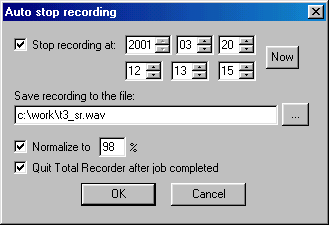 Auto stop recording
Stop recording at: 2001 03 20
Now
12 13 15
Save recording to the file:
c:\work\t3_sr.wav ...
Normalize to 98 %
Quit Total Recorder after job completed
OK Cancel